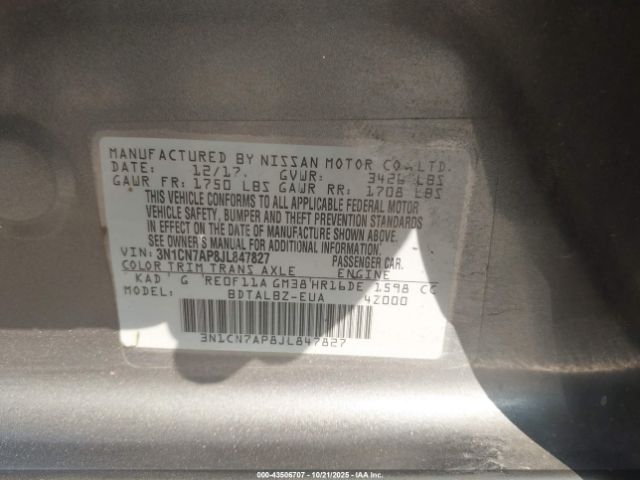 MANUFACTURED BY NISSAN MOTOR CO., LTD.
DATE: 12/17. GVWR: 3426 LBS
GAWR FR: 1750 LBS GAWR RR: 1708 LBS
THIS VEHICLE CONFORMS TO ALL APPLICABLE FEDERAL MOTOR
VEHICLE SAFETY, BUMPER AND THEFT PREVENTION STANDARDS
IN EFFECT ON THE DATE OF MANUFACTURE SHOWN ABOVE.
SEE OWNER'S MANUAL FOR ADDITIONAL INFORMATION.
VIN: 3N1CN7AP8JL847827 PASSENGER CAR.
COLOR TRIM TRANS AXLE ENGINE
KAD G RE0F11A GM38 HR16DE 1598 CC
MODEL: BDTALBZ-EUA 42000
3N1CN7AP8JL847827
000-43506707 - 10/21/2025 - COPYRIGHT © 2025 IAA, LLC.